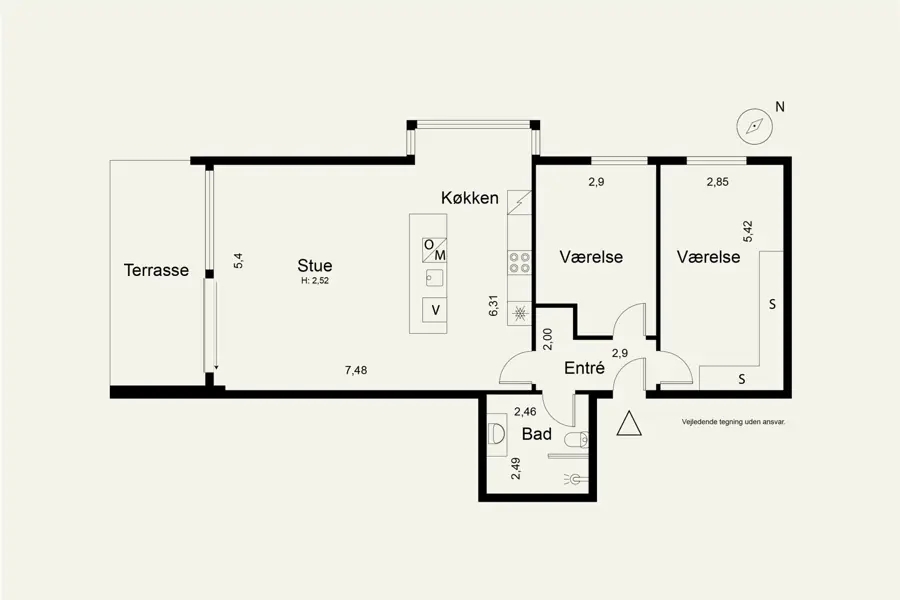 N
Køkken
2,9
2,85
5,42
5,4
Terrasse
Stue
H: 2,52
O
M
V
6,31
Værelse
Værelse
S
S
7,48
2,00
2,9
Entré
2,46
Bad
2,49
Vejledende tegning uden ansvar.